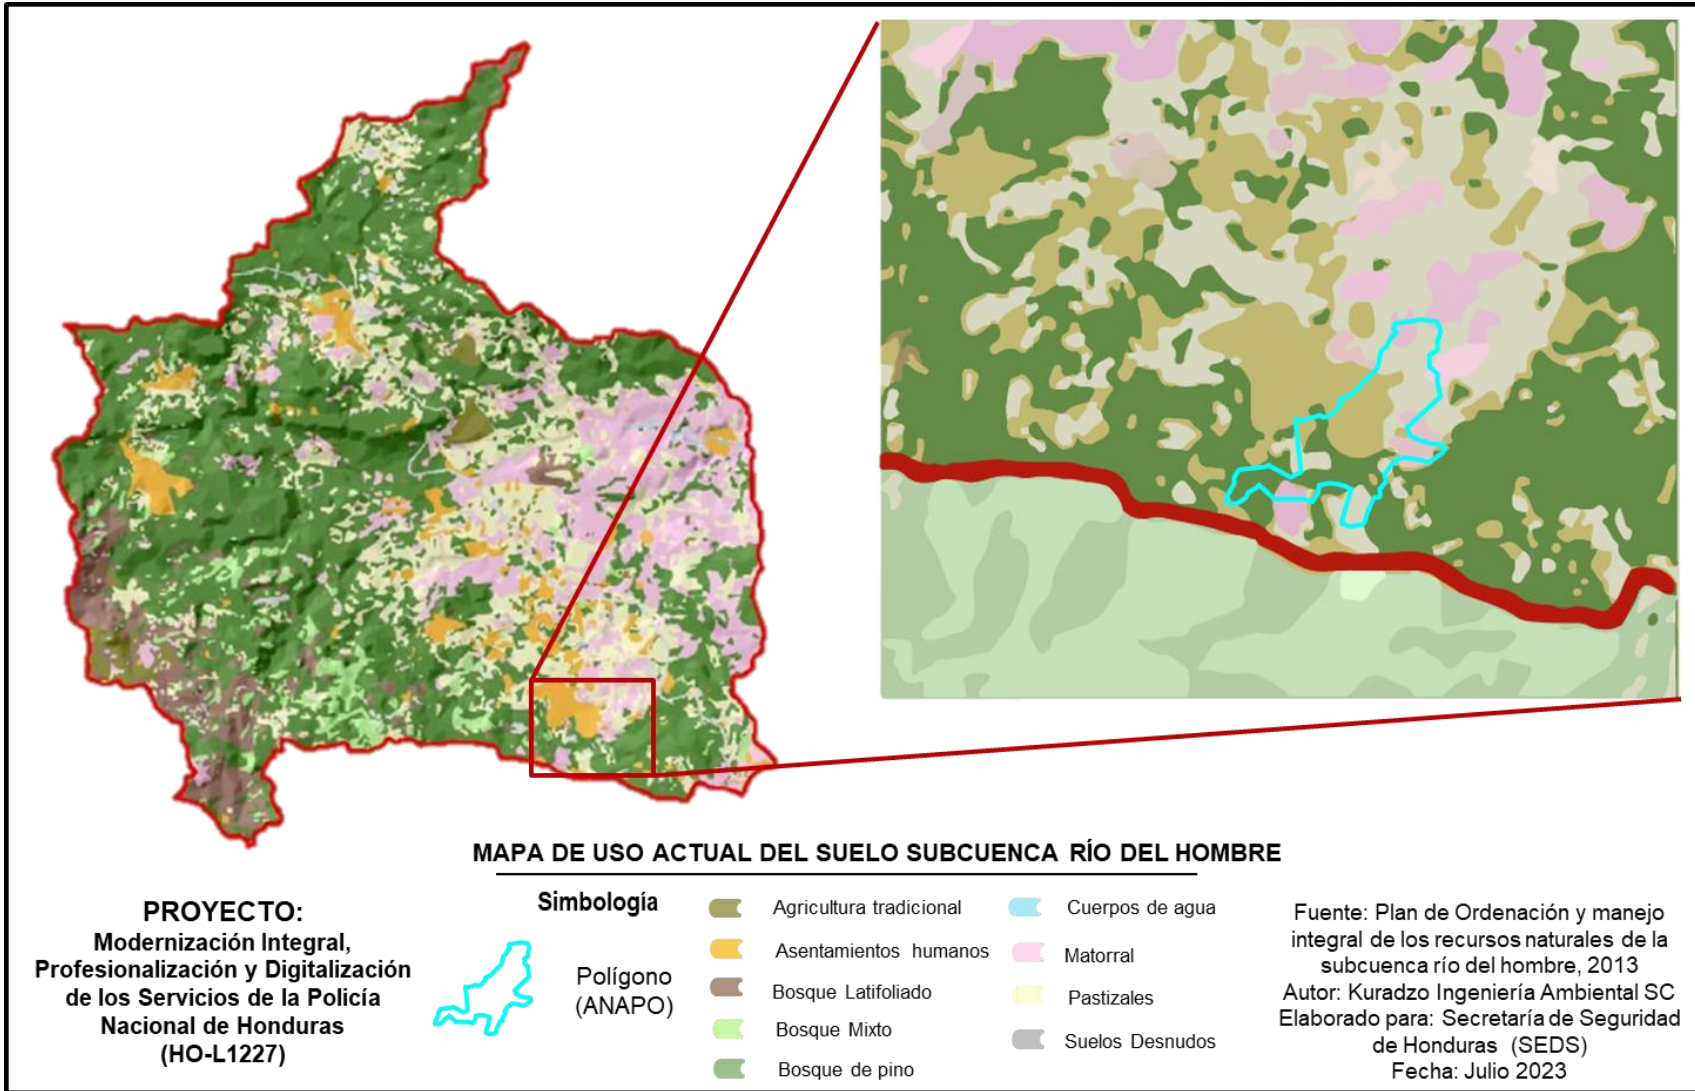 MAPA DE USO ACTUAL DEL SUELO SUBCUENCA RÍO DEL HOMBRE
PROYECTO:
Modernización Integral,
Profesionalización y Digitalización
de los Servicios de la Policía
Nacional de Honduras
(HO-L1227)
Simbología
Polígono
(ANAPO)
Agricultura tradicional
Asentamientos humanos
Bosque Latifoliado
Bosque Mixto
Bosque de pino
Cuerpos de agua
Matorral
Pastizales
Suelos Desnudos
Fuente: Plan de Ordenación y manejo
integral de los recursos naturales de la
subcuenca río del hombre, 2013
Autor: Kuradzo Ingeniería Ambiental SC
Elaborado para: Secretaría de Seguridad
de Honduras (SEDS)
Fecha: Julio 2023